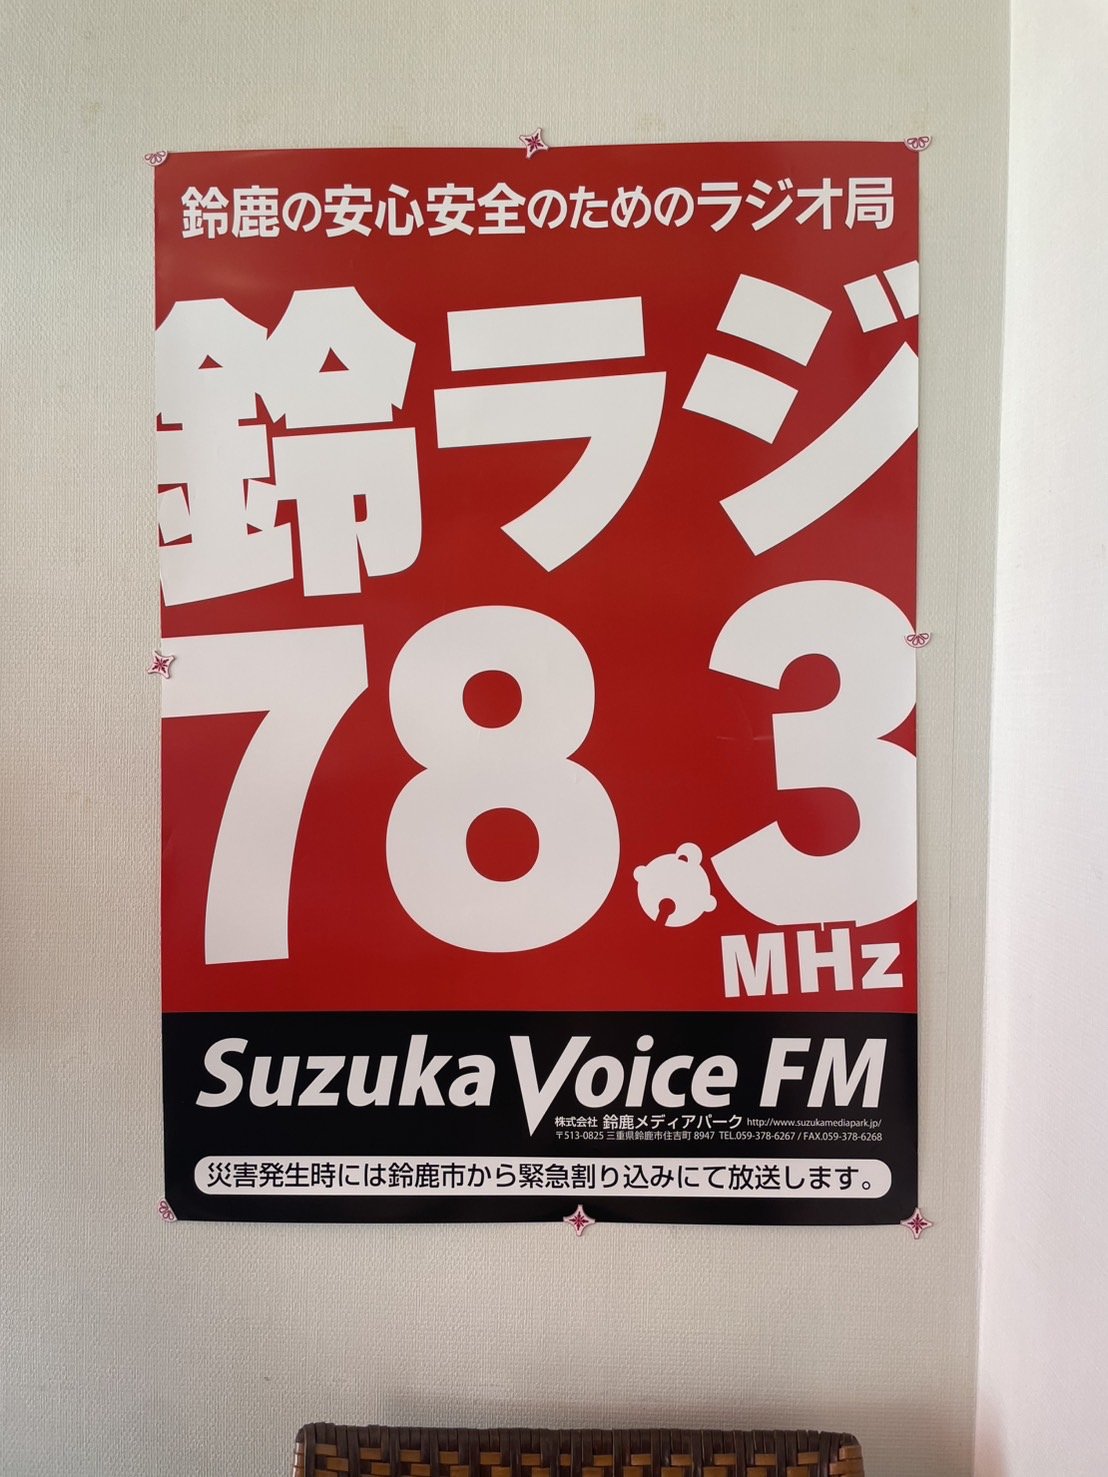 鈴鹿の安心安全のためのラジオ局
鈴ラジ
78.3
MHz
Suzuka Voice FM
株式会社 鈴鹿メディアパーク http://www.suzukamediapark.jp/
〒513-0825 三重県鈴鹿市住吉町 8947 TEL.059-378-6267 / FAX.059-378-6268
災害発生時には鈴鹿市から緊急割り込みにて放送します。